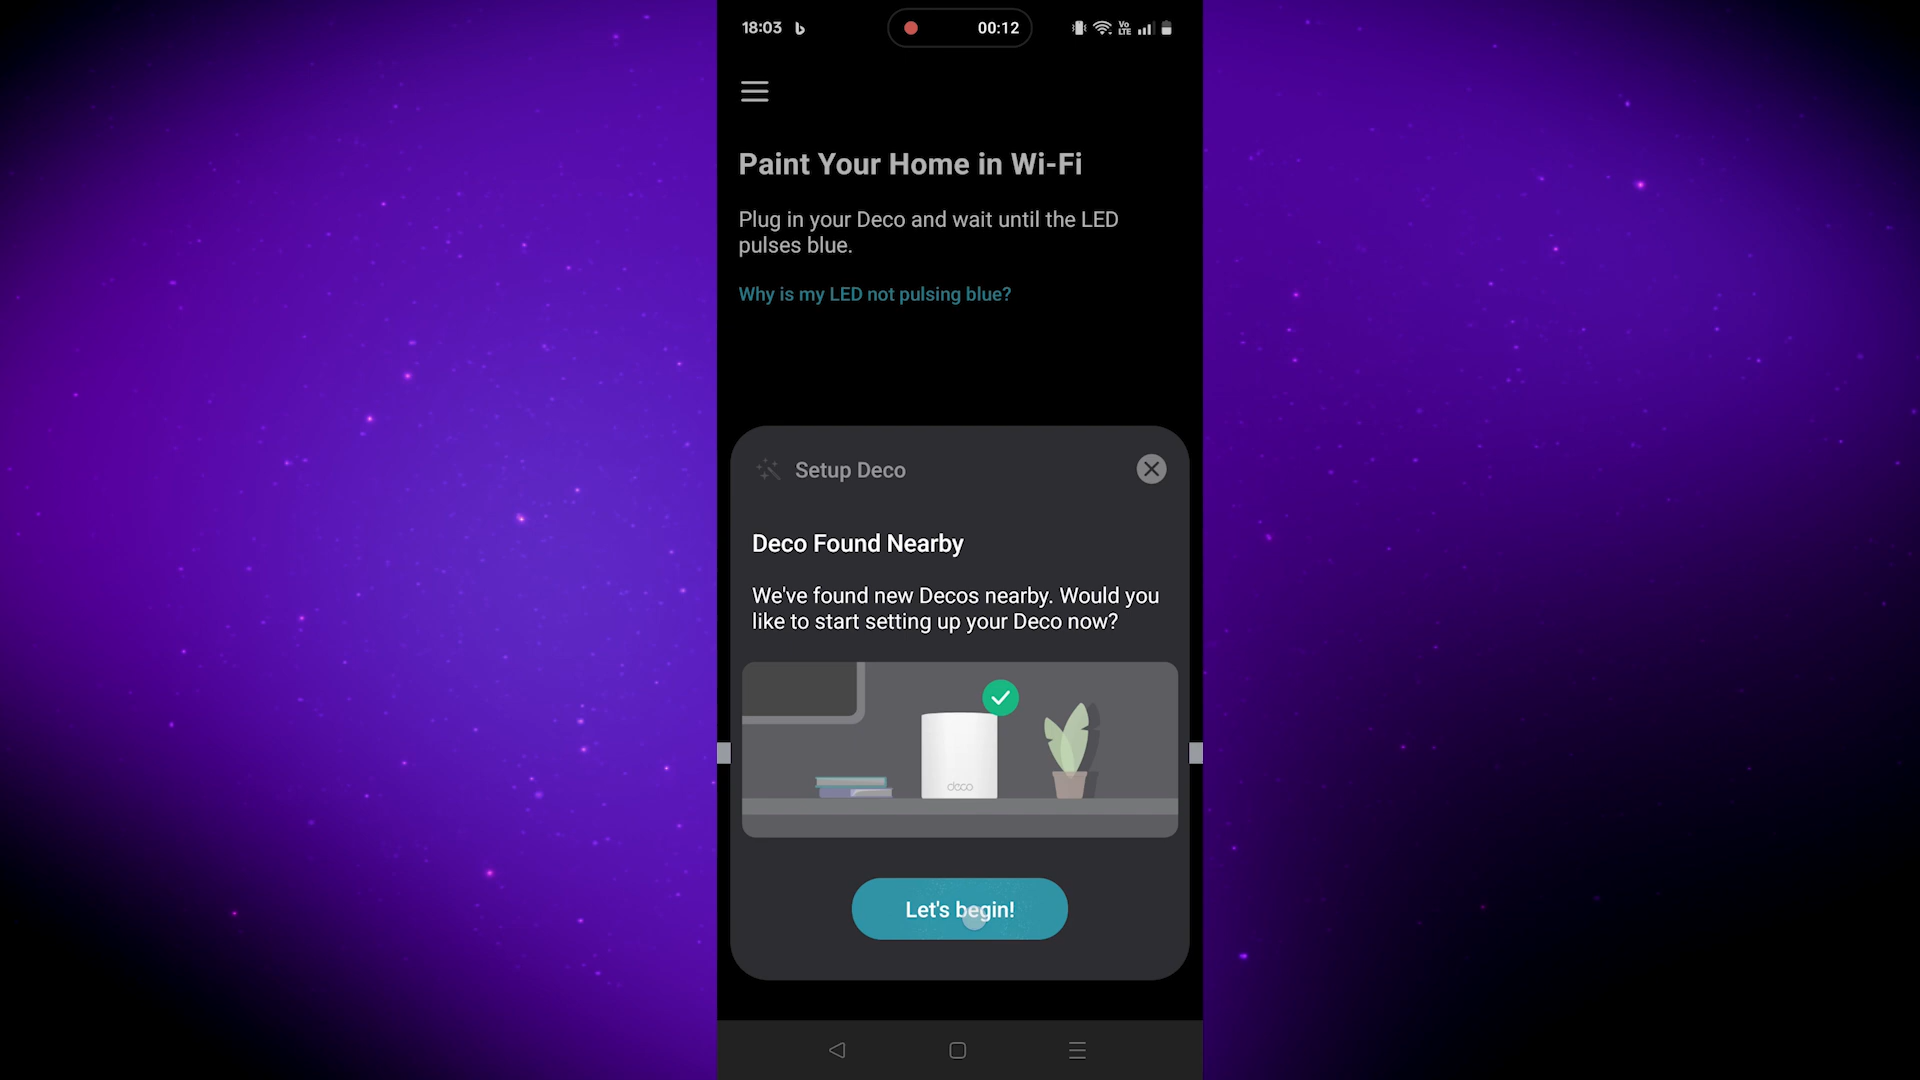 18:03
00:12
Vo
LTE
Paint Your Home in Wi-Fi
Plug in your Deco and wait until the LED
pulses blue.
Why is my LED not pulsing blue?
Setup Deco
Deco Found Nearby
We've found new Decos nearby. Would you
like to start setting up your Deco now?
deco
Let's begin!